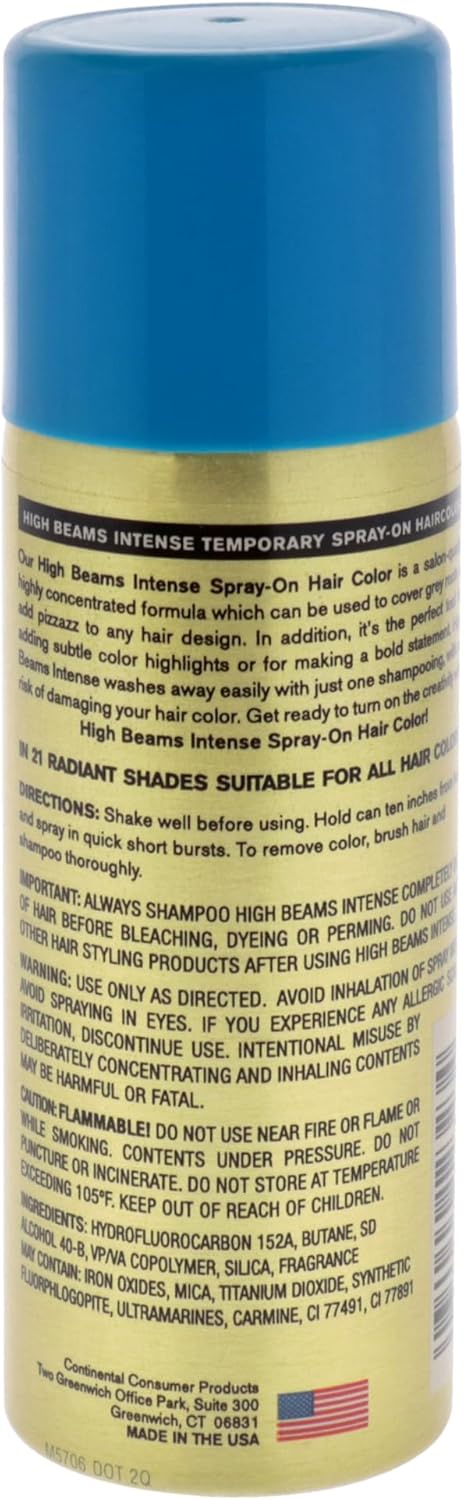 HIGH BEAMS INTENSE TEMPORARY SPRAY-ON
Our High Beams Intense Spray-On Hair Color is a
highly concentrated formula which can be used to cover grey
add pizzazz to any hair design. In addition, it's the perfect
adding subtle color highlights or for making a bold statement.
Beams Intense washes away easily with just one shampooing,
risk of damaging your hair color. Get ready to turn on the
High Beams Intense Spray-On Hair Color!
IN 21 RADIANT SHADES SUITABLE FOR ALL HAIR
DIRECTIONS: Shake well before using. Hold can ten inches
and spray in quick short bursts. To remove color, brush hair and
shampoo thoroughly.
IMPORTANT: ALWAYS SHAMPOO HIGH BEAMS INTENSE COMPLETELY
OF HAIR BEFORE BLEACHING, DYEING OR PERMING. DO NOT USE
OTHER HAIR STYLING PRODUCTS AFTER USING HIGH BEAMS
WARNING: USE ONLY AS DIRECTED. AVOID INHALATION OF SPRAY
AVOID SPRAYING IN EYES. IF YOU EXPERIENCE ANY ALLERGIC
IRRITATION, DISCONTINUE USE. INTENTIONAL MISUSE BY
DELIBERATELY CONCENTRATING AND INHALING CONTENTS
MAY BE HARMFUL OR FATAL.
CAUTION: FLAMMABLE! DO NOT USE NEAR FIRE OR FLAME OR
WHILE SMOKING. CONTENTS UNDER PRESSURE. DO NOT
PUNCTURE OR INCINERATE. DO NOT STORE AT TEMPERATURE
EXCEEDING 105°F. KEEP OUT OF REACH OF CHILDREN.
INGREDIENTS: HYDROFLUOROCARBON 152A, BUTANE, SD
ALCOHOL 40-B, VP/VA COPOLYMER, SILICA, FRAGRANCE
MAY CONTAIN: IRON OXIDES, MICA, TITANIUM DIOXIDE, SYNTHETIC
FLUORPHLOGOPITE, ULTRAMARINES, CARMINE, CI 77491, CI 77891
Continental Consumer Products
Two Greenwich Office Park, Suite 300
Greenwich, CT 06831
MADE IN THE USA
M5706 DOT 2Q